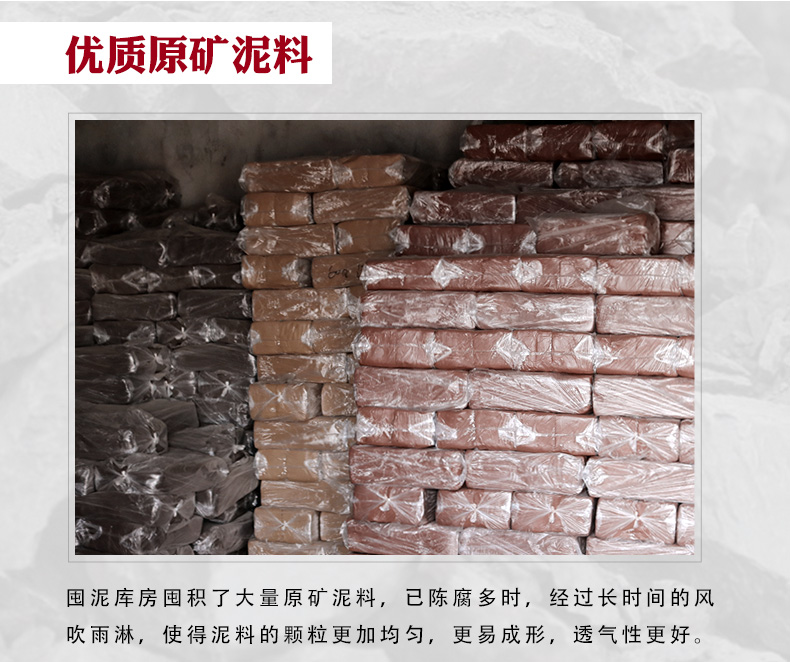 优质原矿泥料
囤泥库房囤积了大量原矿泥料，已陈腐多时，经过长时间的风
吹雨淋，使得泥料的颗粒更加均匀，更易成形，透气性更好。